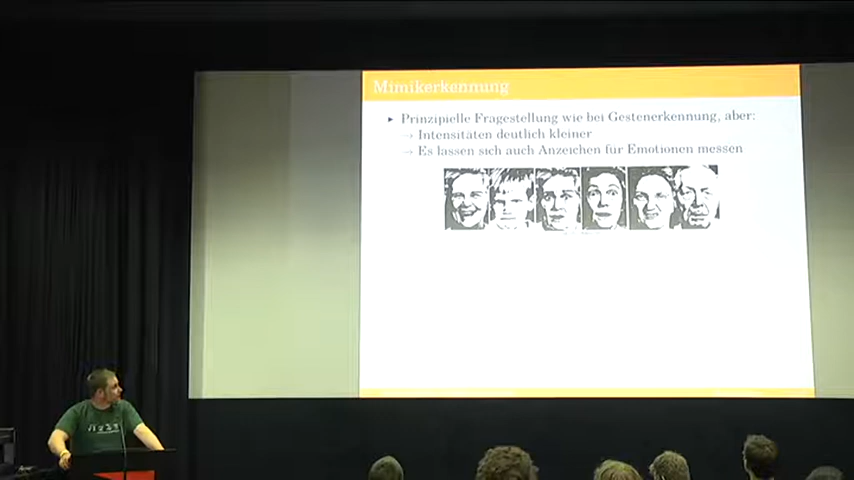 Mimikerkennung
▸ Prinzipielle Fragestellung wie bei Gestenerkennung, aber:
→ Intensitäten deutlich kleiner
→ Es lassen sich auch Anzeichen für Emotionen messen